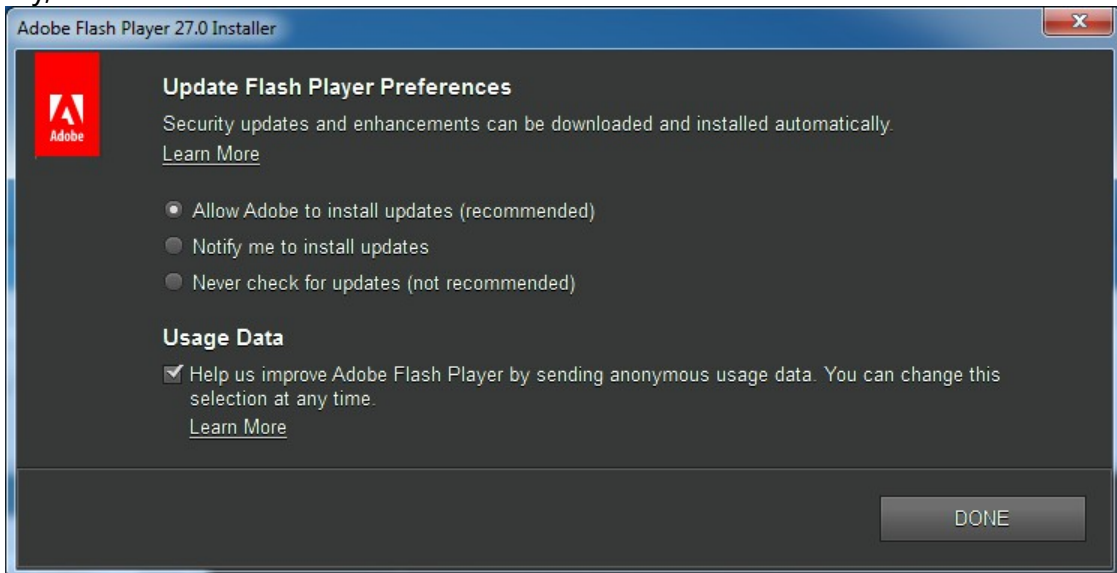 Adobe Flash Player 27.0 Installer
Adobe
Update Flash Player Preferences
Security updates and enhancements can be downloaded and installed automatically.
Learn More
Allow Adobe to install updates (recommended)
Notify me to install updates
Never check for updates (not recommended)
Usage Data
Help us improve Adobe Flash Player by sending anonymous usage data. You can change this
selection at any time.
Learn More
DONE